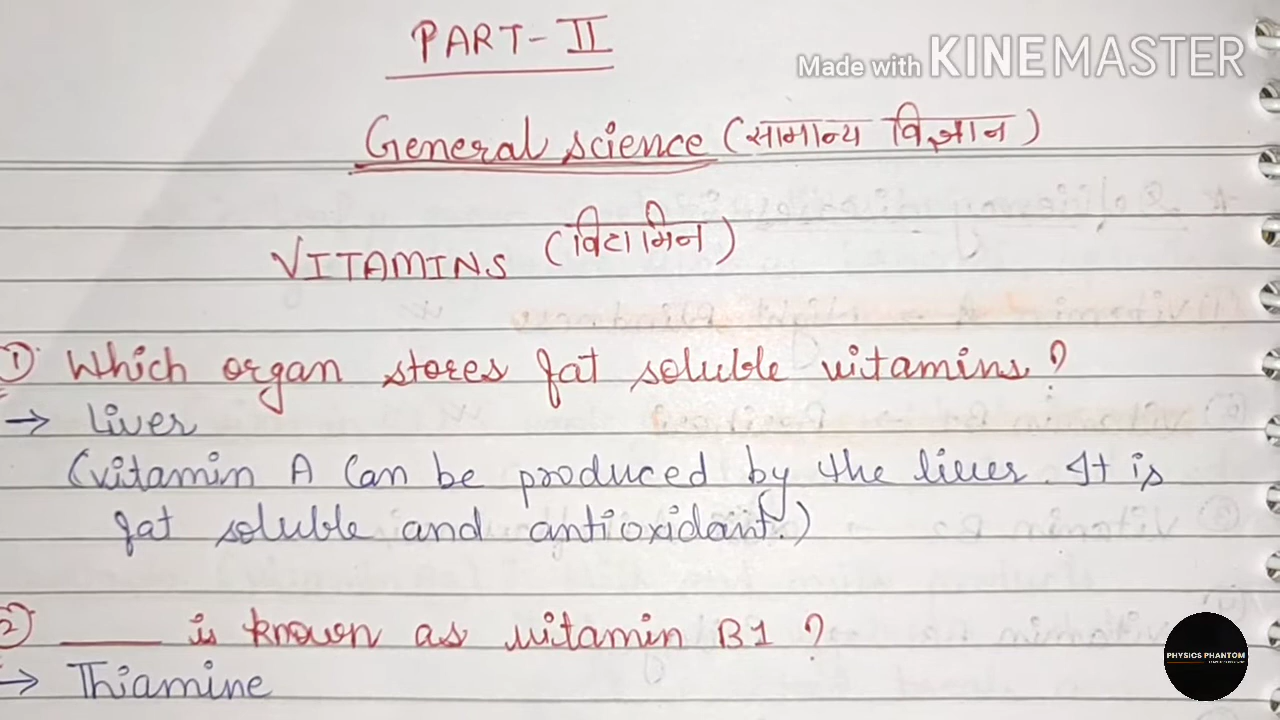 PART-II
Made with KINEMASTER
General science (सामान्य विज्ञान)
VITAMINS (विटामिन)
① Which organ stores fat soluble vitamins?
→ Liver
(vitamin A Can be produced by the liver. It is
fat soluble and antioxidant.)
② ____ is known as vitamin B1 ?
→ Thiamine
PHYSICS PHANTOM